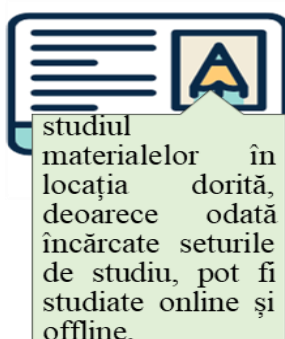 A
studiul
materialelor în
locația dorită,
deoarece odată
încărcate seturile
de studiu, pot fi
studiate online și
offline.